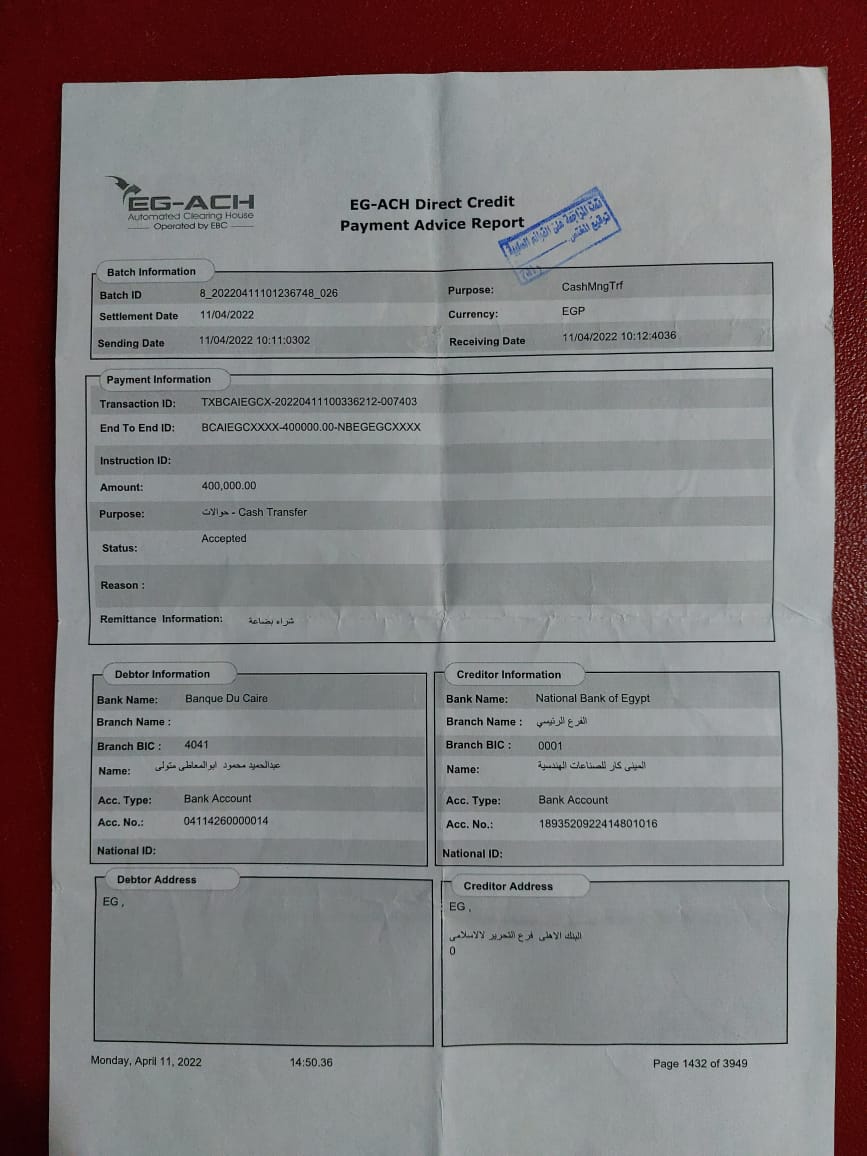 EG-ACH
Automated Clearing House
Operated by EBC
EG-ACH Direct Credit
Payment Advice Report
تمت المراجعة على
توقيع المختص
Batch Information
Batch ID 8_20220411101236748_026 Purpose: CashMngTrf
Settlement Date 11/04/2022 Currency: EGP
Sending Date 11/04/2022 10:11:0302 Receiving Date 11/04/2022 10:12:4036
Payment Information
Transaction ID: TXBCAIEGCX-20220411100336212-007403
End To End ID: BCAIEGCXXXX-400000.00-NBEGEGCXXXX
Instruction ID:
Amount: 400,000.00
Purpose: حوالات - Cash Transfer
Status: Accepted
Reason :
Remittance Information: شراء بضاعة
Debtor Information
Bank Name: Banque Du Caire
Branch Name :
Branch BIC : 4041
Name: عبدالحميد محمود ابوالمعاطى متولى
Acc. Type: Bank Account
Acc. No.: 04114260000014
National ID:
Creditor Information
Bank Name: National Bank of Egypt
Branch Name : الفرع الرئيسي
Branch BIC : 0001
Name: المينى كار للصناعات الهندسية
Acc. Type: Bank Account
Acc. No.: 1893520922414801016
National ID:
Debtor Address
EG ,
Creditor Address
EG ,
البنك الاهلى فرع التحرير لالاسلامى
0
Monday, April 11, 2022 14:50.36 Page 1432 of 3949